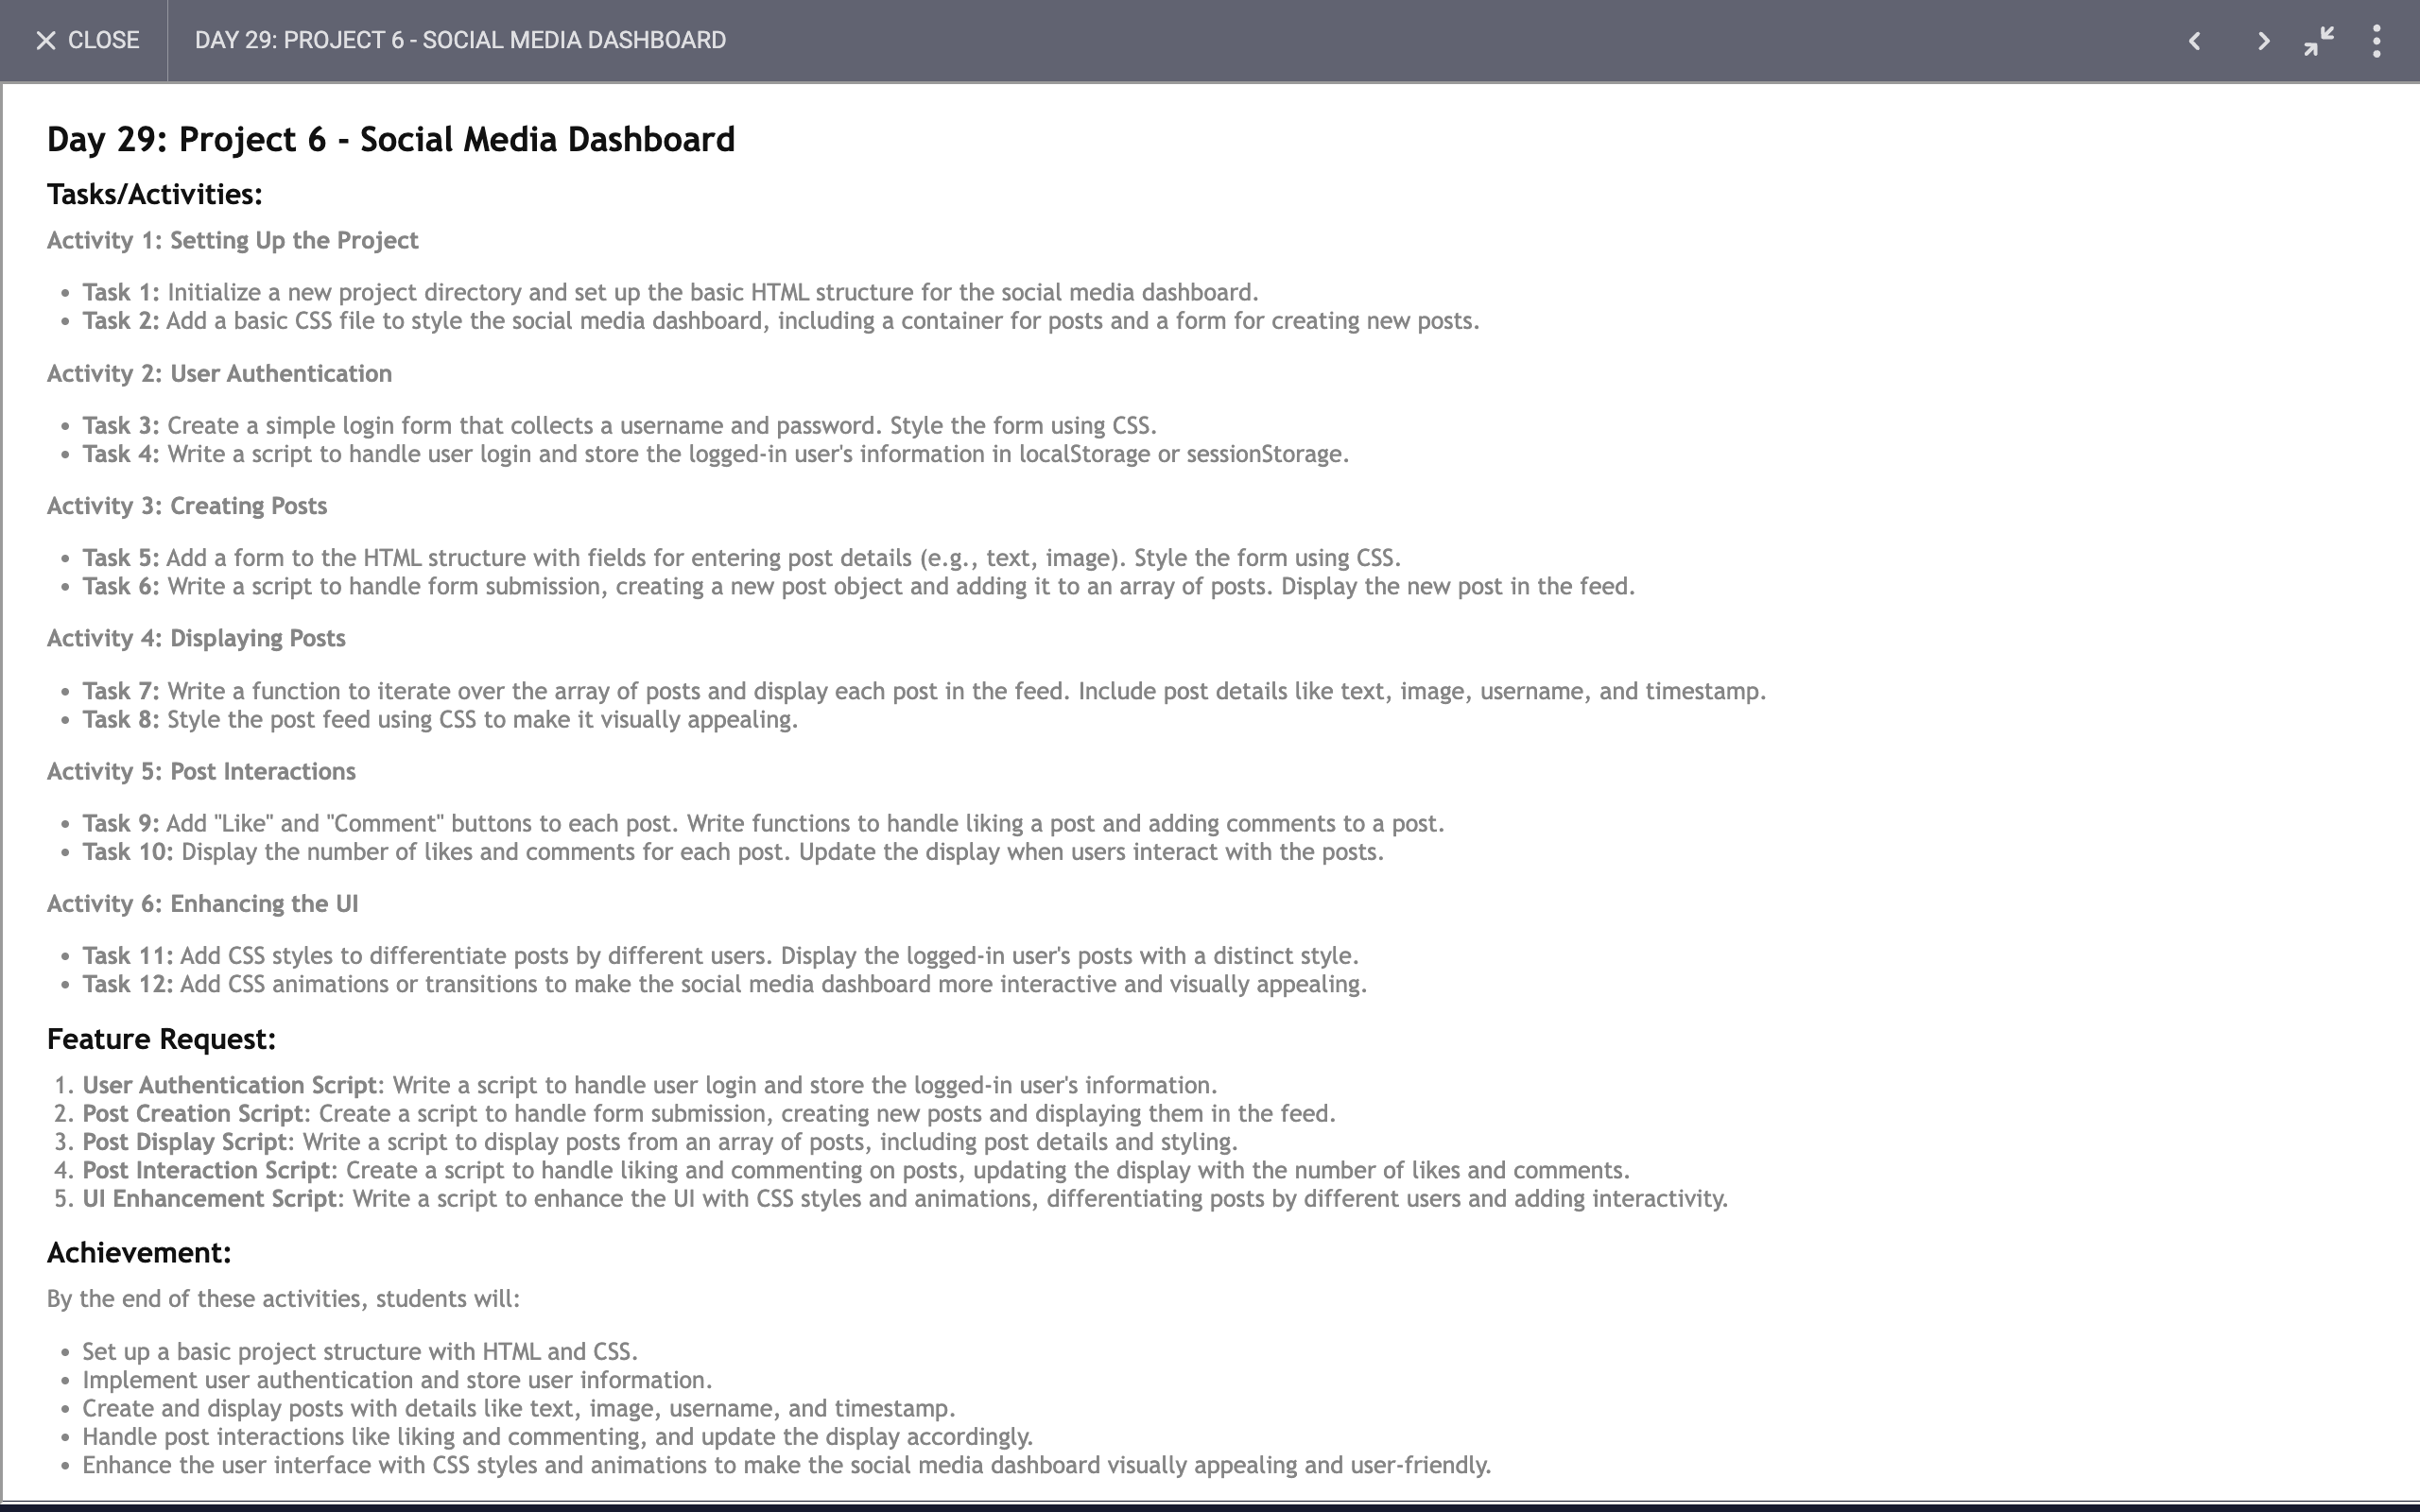 CLOSE
DAY 29: PROJECT 6 - SOCIAL MEDIA DASHBOARD
Day 29: Project 6 - Social Media Dashboard
Tasks/Activities:
Activity 1: Setting Up the Project
• Task 1: Initialize a new project directory and set up the basic HTML structure for the social media dashboard.
• Task 2: Add a basic CSS file to style the social media dashboard, including a container for posts and a form for creating new posts.
Activity 2: User Authentication
• Task 3: Create a simple login form that collects a username and password. Style the form using CSS.
• Task 4: Write a script to handle user login and store the logged-in user's information in localStorage or sessionStorage.
Activity 3: Creating Posts
• Task 5: Add a form to the HTML structure with fields for entering post details (e.g., text, image). Style the form using CSS.
• Task 6: Write a script to handle form submission, creating a new post object and adding it to an array of posts. Display the new post in the feed.
Activity 4: Displaying Posts
• Task 7: Write a function to iterate over the array of posts and display each post in the feed. Include post details like text, image, username, and timestamp.
• Task 8: Style the post feed using CSS to make it visually appealing.
Activity 5: Post Interactions
• Task 9: Add "Like" and "Comment" buttons to each post. Write functions to handle liking a post and adding comments to a post.
• Task 10: Display the number of likes and comments for each post. Update the display when users interact with the posts.
Activity 6: Enhancing the UI
• Task 11: Add CSS styles to differentiate posts by different users. Display the logged-in user's posts with a distinct style.
• Task 12: Add CSS animations or transitions to make the social media dashboard more interactive and visually appealing.
Feature Request:
1. User Authentication Script: Write a script to handle user login and store the logged-in user's information.
2. Post Creation Script: Create a script to handle form submission, creating new posts and displaying them in the feed.
3. Post Display Script: Write a script to display posts from an array of posts, including post details and styling.
4. Post Interaction Script: Create a script to handle liking and commenting on posts, updating the display with the number of likes and comments.
5. UI Enhancement Script: Write a script to enhance the UI with CSS styles and animations, differentiating posts by different users and adding interactivity.
Achievement:
By the end of these activities, students will:
• Set up a basic project structure with HTML and CSS.
• Implement user authentication and store user information.
• Create and display posts with details like text, image, username, and timestamp.
• Handle post interactions like liking and commenting, and update the display accordingly.
• Enhance the user interface with CSS styles and animations to make the social media dashboard visually appealing and user-friendly.